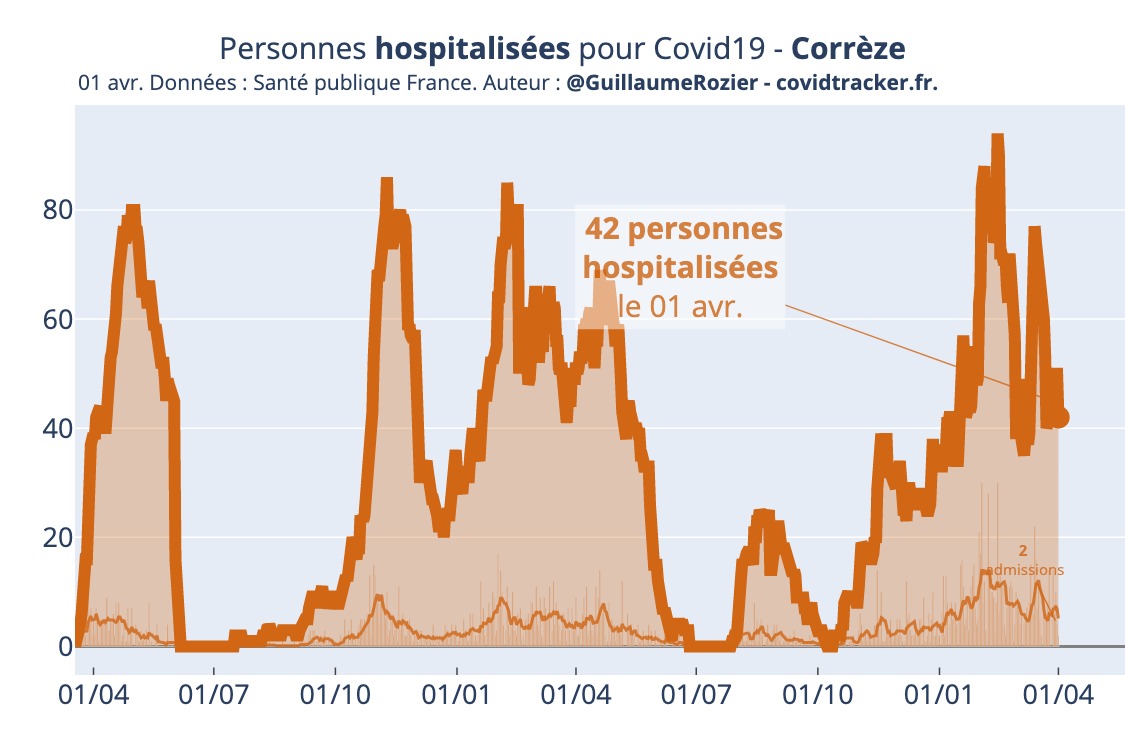 Personnes hospitalisées pour Covid19 - Corrèze
01 avr. Données : Santé publique France. Auteur : @GuillaumeRozier - covidtracker.fr.
80
60
40
20
0
42 personnes
hospitalisées
le 01 avr.
2
admissions
01/04 01/07 01/10 01/01 01/04 01/07 01/10 01/01 01/04